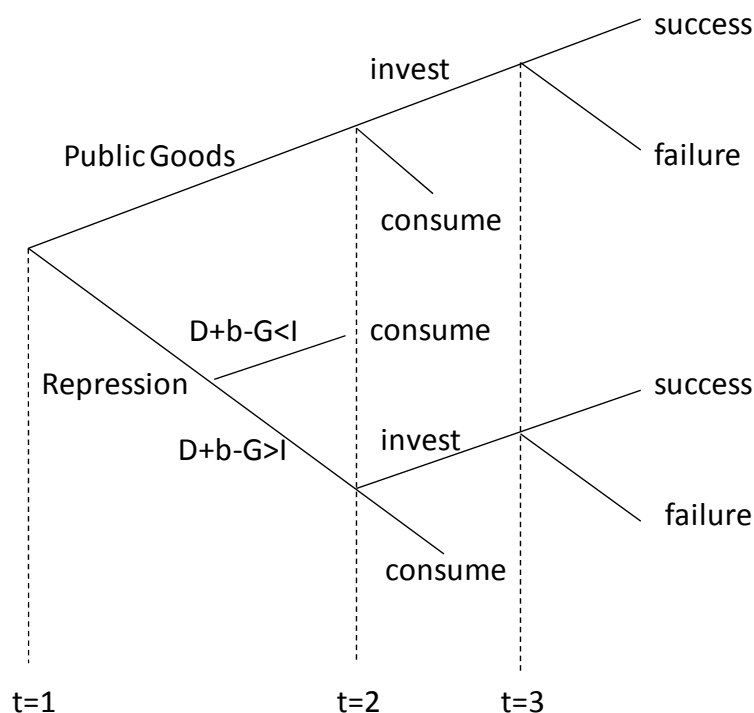 success
invest
Public Goods
failure
consume
D+b-G<I
consume
Repression
success
invest
D+b-G>I
failure
consume
t=1
t=2
t=3